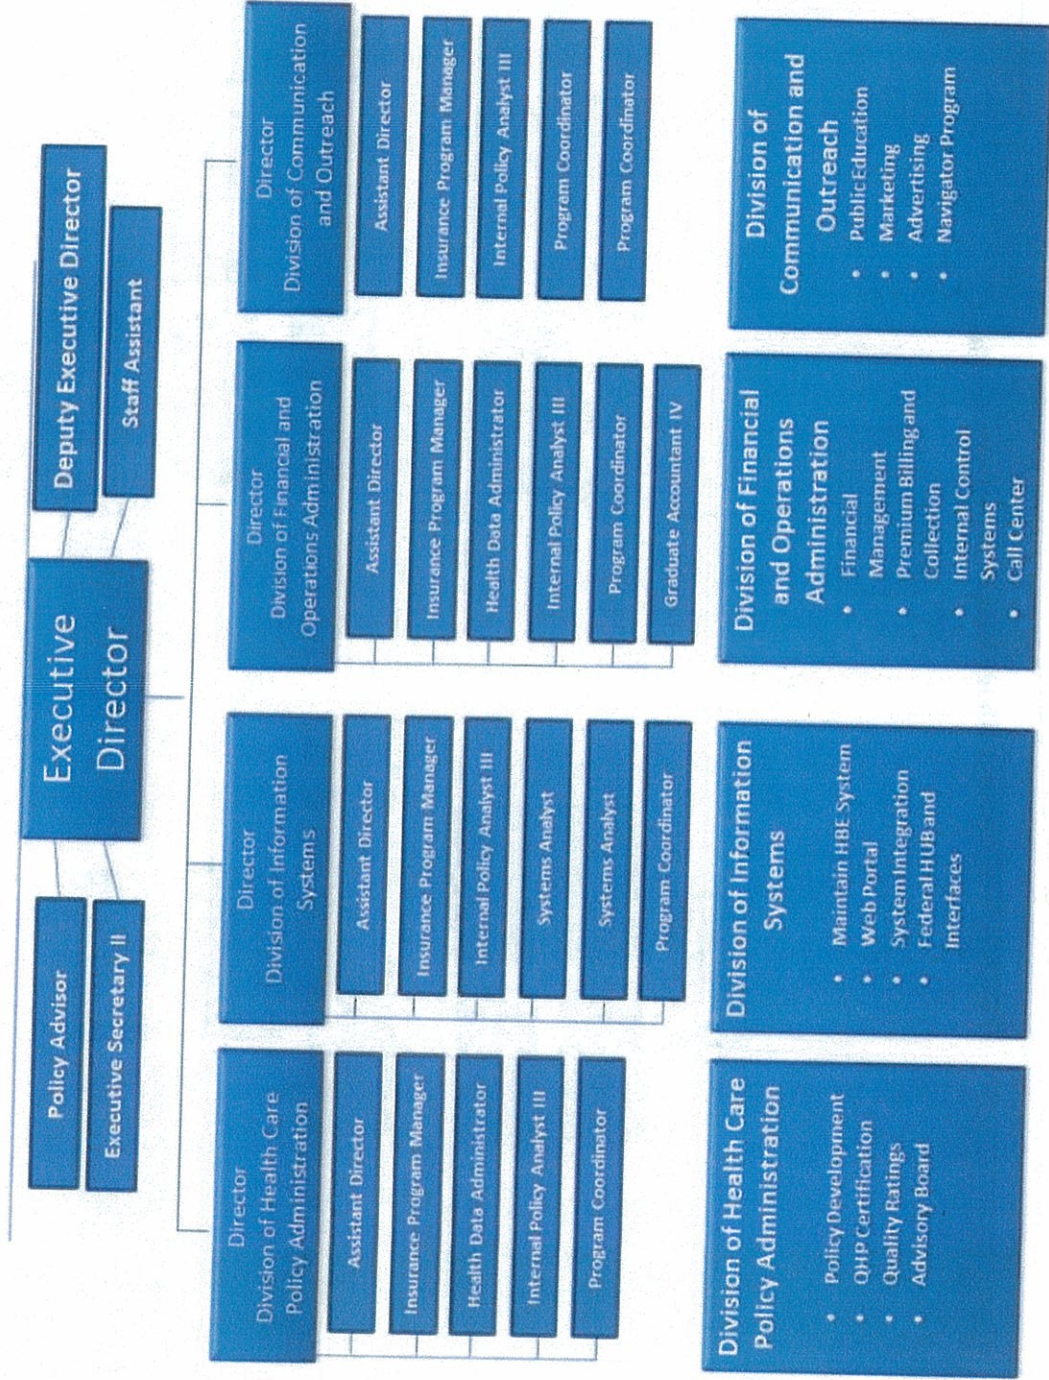 Policy Advisor
Executive Secretary II
Executive
Director
Deputy Executive Director
Staff Assistant
Director
Division of Health Care
Policy Administration
Assistant Director
Insurance Program Manager
Health Data Administrator
Internal Policy Analyst III
Program Coordinator
Director
Division of Information
Systems
Assistant Director
Insurance Program Manager
Internal Policy Analyst III
Systems Analyst
Systems Analyst
Program Coordinator
Director
Division of Financial and
Operations Administration
Assistant Director
Insurance Program Manager
Health Data Administrator
Internal Policy Analyst III
Program Coordinator
Graduate Accountant IV
Director
Division of Communication
and Outreach
Assistant Director
Insurance Program Manager
Internal Policy Analyst III
Program Coordinator
Program Coordinator
Division of Health Care
Policy Administration
• Policy Development
• QHP Certification
• Quality Ratings
• Advisory Board
Division of Information
Systems
• Maintain HBE System
• Web Portal
• System Integration
• Federal HUB and
Interfaces
Division of Financial
and Operations
Administration
• Financial
Management
• Premium Billing and
Collection
• Internal Control
Systems
• Call Center
Division of
Communication and
Outreach
• Public Education
• Marketing
• Advertising
• Navigator Program